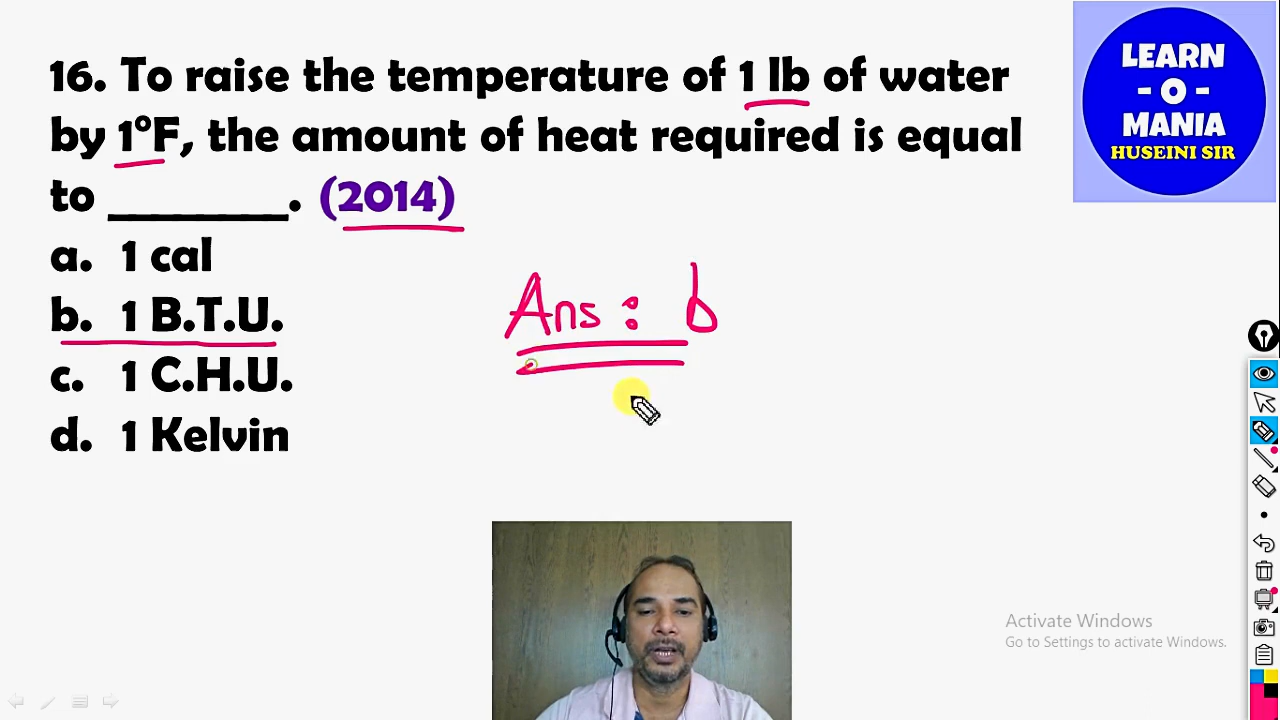 16. To raise the temperature of 1 lb of water
by 1°F, the amount of heat required is equal
to ________. (2014)
a. 1 cal
b. 1 B.T.U.
c. 1 C.H.U.
d. 1 Kelvin
Ans : b
LEARN
- O -
MANIA
HUSEINI SIR
Activate Windows
Go to Settings to activate Windows.